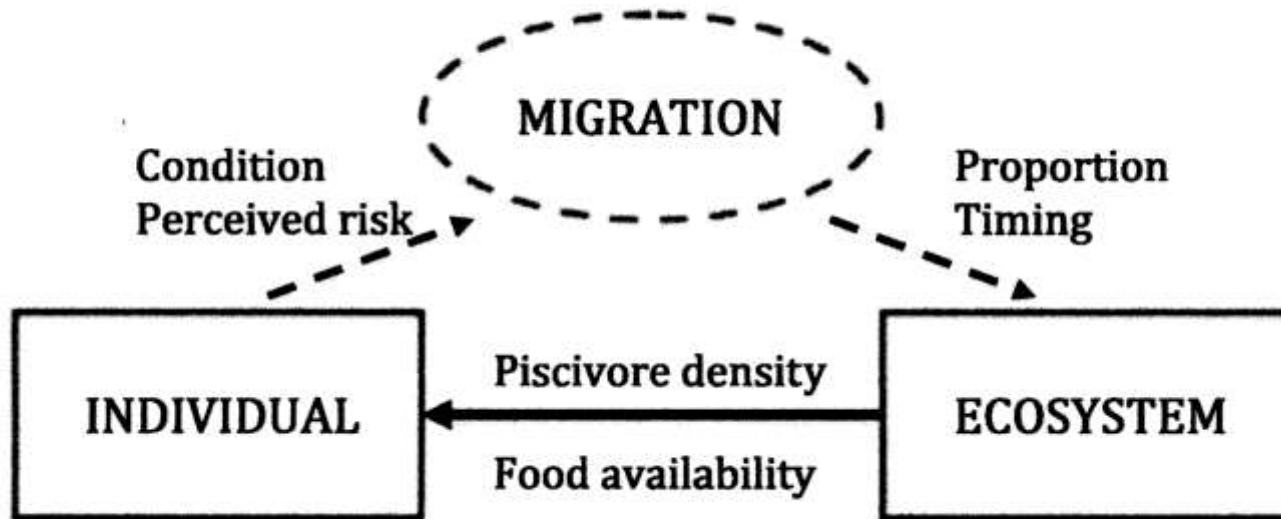 MIGRATION
Condition
Perceived risk
Proportion
Timing
INDIVIDUAL
Piscivore density
Food availability
ECOSYSTEM